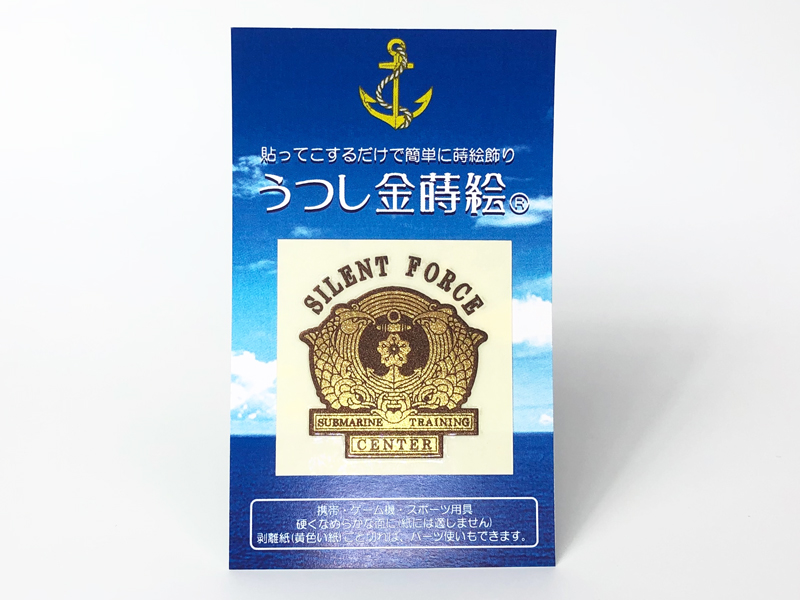 貼ってこするだけで簡単に蒔絵飾り
うつし金蒔絵®
SILENT FORCE
SUBMARINE TRAINING
CENTER
携帯・ゲーム機・スポーツ用具
硬くなめらかな面に(紙には適しません)
剥離紙(黄色い紙)ごと切れば、パーツ使いもできます。